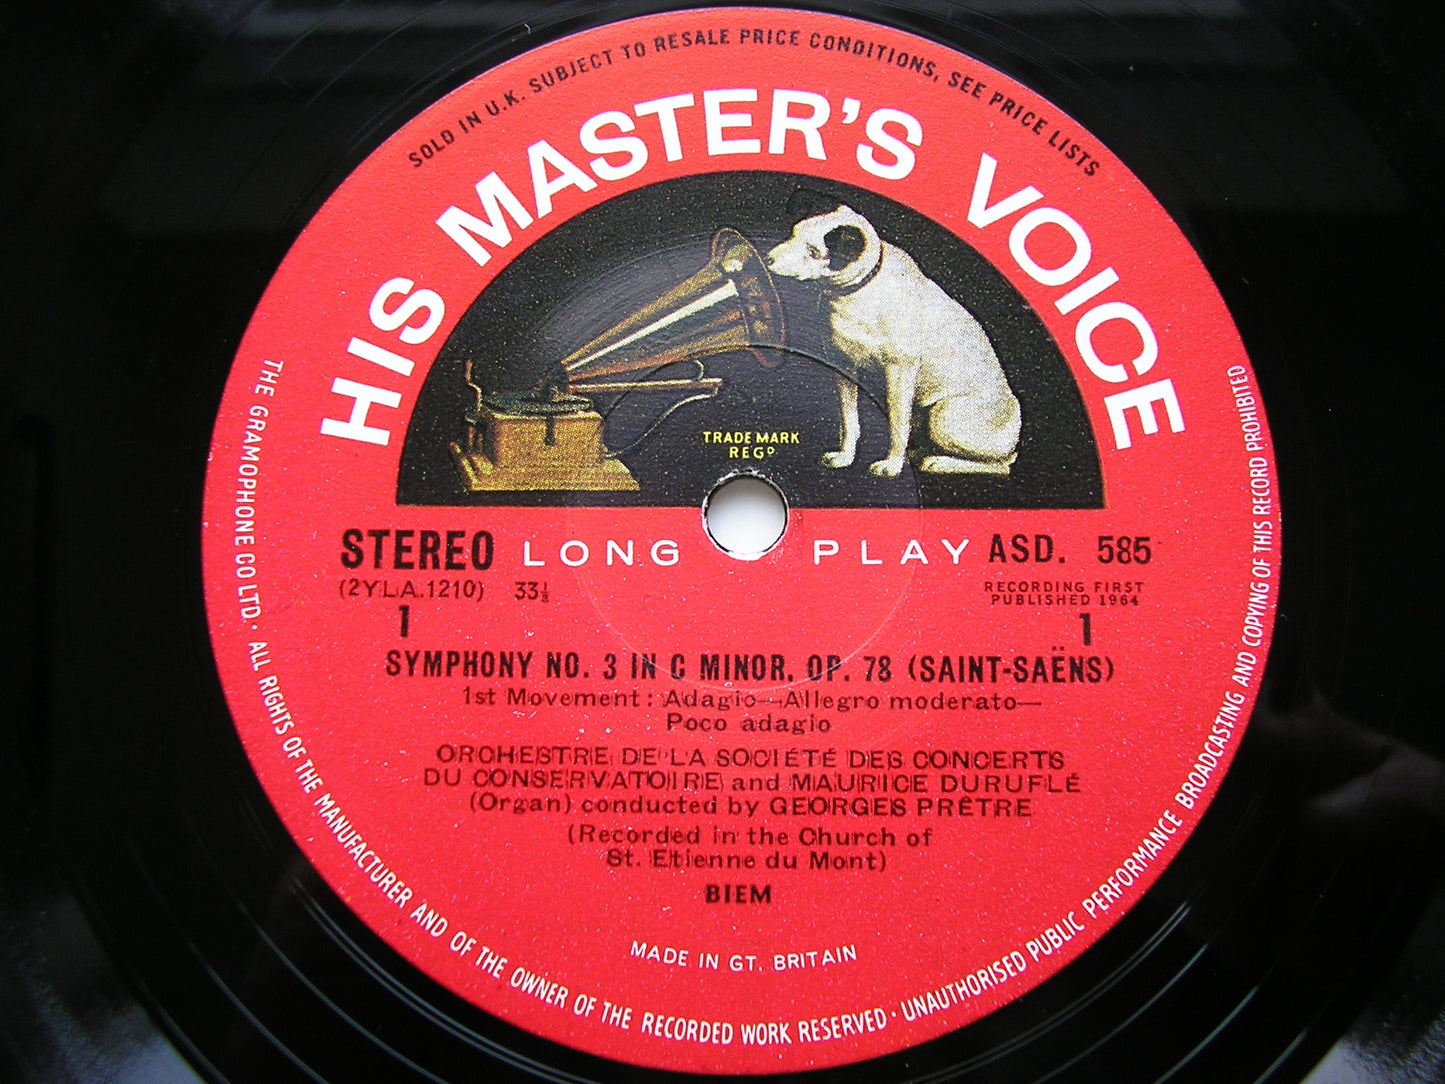 SOLD IN U.K. SUBJECT TO RESALE PRICE CONDITIONS, SEE PRICE LISTS
HIS MASTER'S VOICE
TRADE MARK
REGD
STEREO LONG PLAY ASD. 585
(2YLA.1210) 33⅓
RECORDING FIRST
PUBLISHED 1964
1 1
SYMPHONY NO. 3 IN C MINOR, OP. 78 (SAINT-SAËNS)
1st Movement: Adagio—Allegro moderato—
Poco adagio
ORCHESTRE DE LA SOCIÉTÉ DES CONCERTS
DU CONSERVATOIRE and MAURICE DURUFLÉ
(Organ) conducted by GEORGES PRÊTRE
(Recorded in the Church of
St. Etienne du Mont)
BIEM
MADE IN GT. BRITAIN
THE GRAMOPHONE CO LTD. · ALL RIGHTS OF THE MANUFACTURER AND OF THE OWNER OF THE RECORDED WORK RESERVED · UNAUTHORISED PUBLIC PERFORMANCE BROADCASTING AND COPYING OF THIS RECORD PROHIBITED